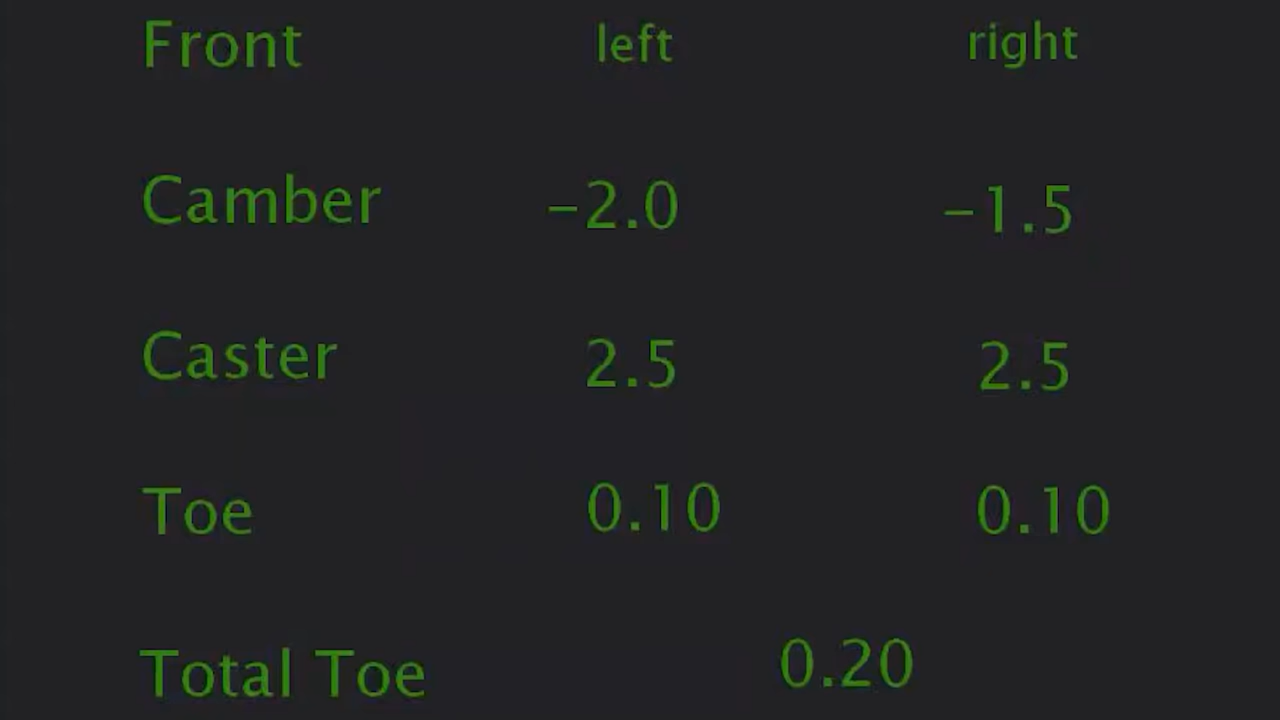 Front left right
Camber −2.0 −1.5
Caster 2.5 2.5
Toe 0.10 0.10
Total Toe 0.20